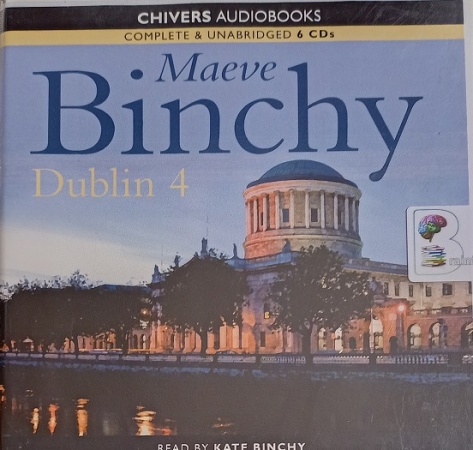 CHIVERS AUDIOBOOKS
COMPLETE & UNABRIDGED 6 CDs
Maeve
Binchy
Dublin 4
READ BY KATE BINCHY